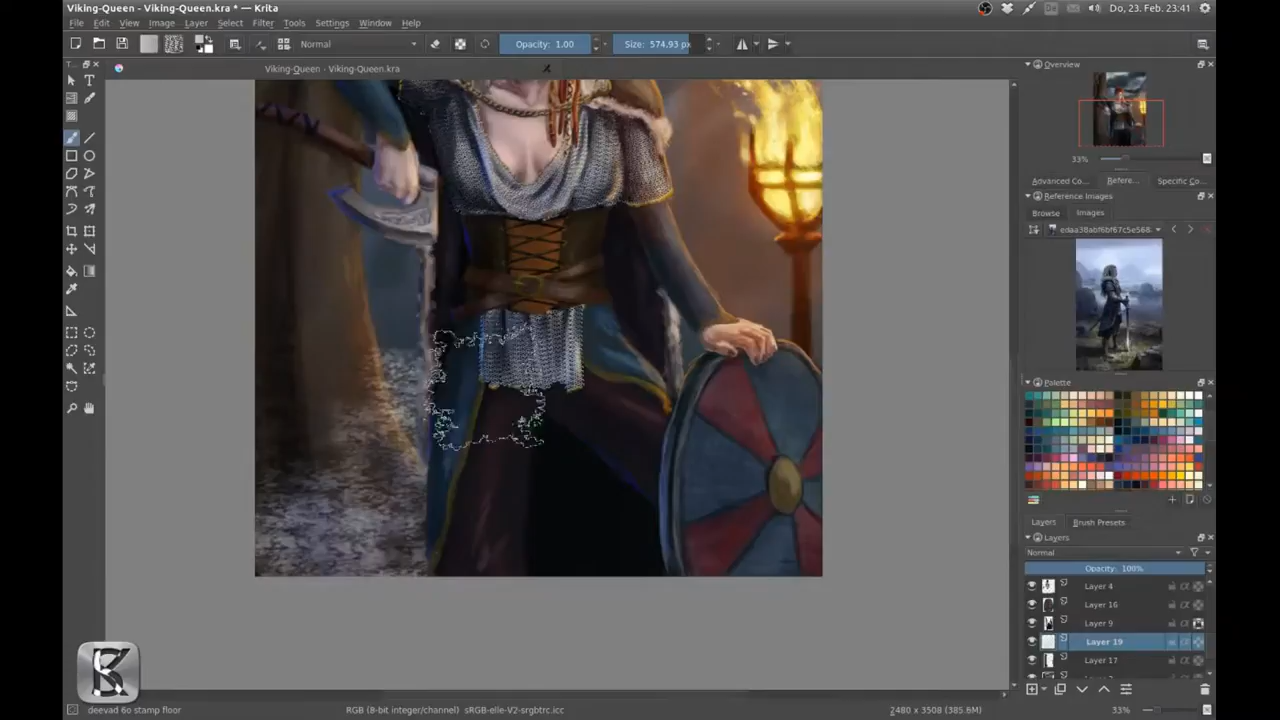 Viking-Queen - Viking-Queen.kra * — Krita
De
Do, 23. Feb. 23:41
File Edit View Image Layer Select Filter Tools Settings Window Help
Normal
Opacity: 1.00
Size: 574.93 px
T...
Viking-Queen - Viking-Queen.kra
Overview
33%
Advanced Co... Refere... Specific Co...
Reference Images
Browse Images
edaa38abf6bf67c5e568.
Palette
Layers Brush Presets
Layers
Normal
Opacity: 100%
Layer 4
Layer 16
Layer 9
Layer 19
Layer 17
K
deevad 6o stamp floor
RGB (8-bit integer/channel) sRGB-elle-V2-srgbtrc.icc
2480 x 3508 (385.6M)
33%